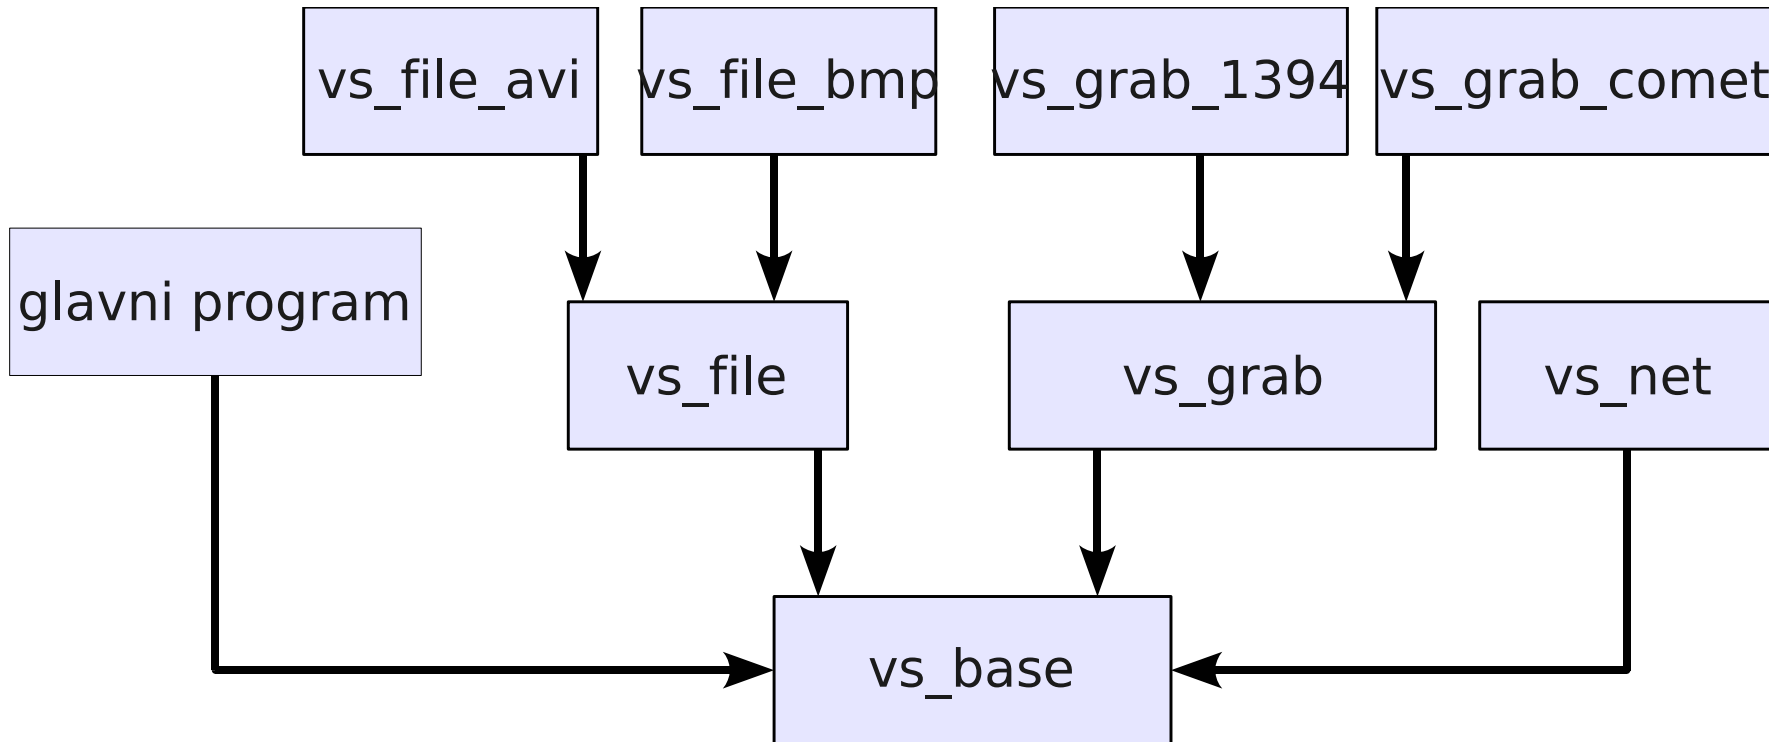 vs_file_avi
vs_file_bmp
vs_grab_1394
vs_grab_comet
glavni program
vs_file
vs_grab
vs_net
vs_base